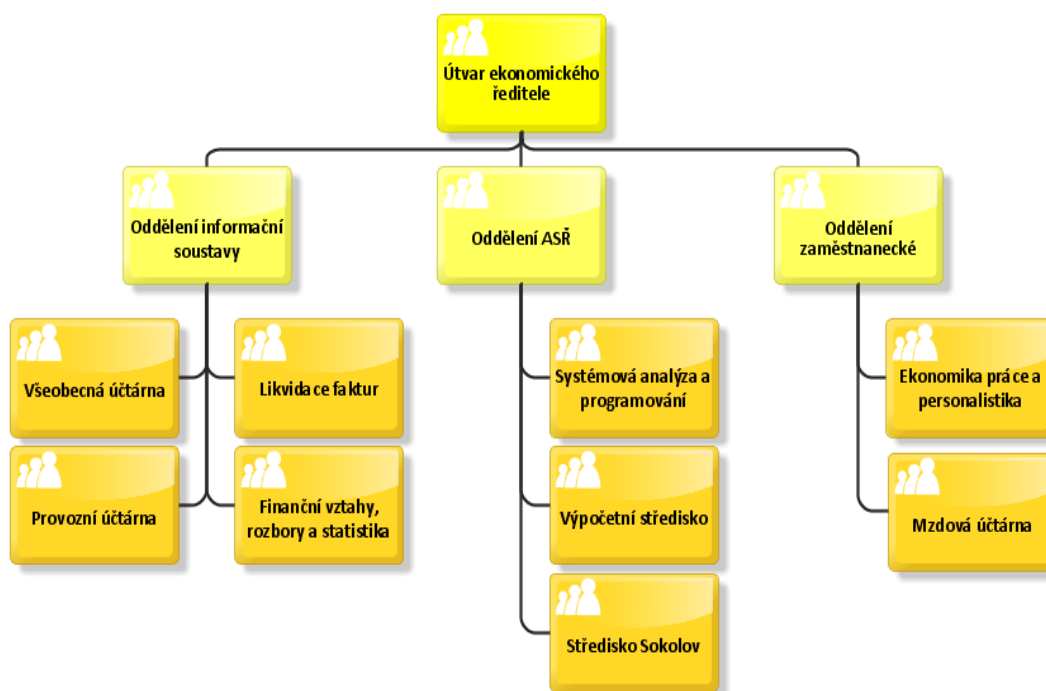 Útvar ekonomického
ředitele
Oddělení informační
soustavy
Oddělení ASŘ
Oddělení
zaměstnanecké
Všeobecná účtárna
Likvidace faktur
Systémová analýza a
programování
Ekonomika práce a
personalistika
Provozní účtárna
Finanční vztahy,
rozbory a statistika
Výpočetní středisko
Mzdová účtárna
Středisko Sokolov